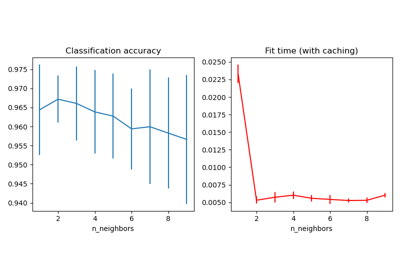 Classification accuracy
0.975
0.970
0.965
0.960
0.955
0.950
0.945
0.940
2 4 6 8
n_neighbors
Fit time (with caching)
0.0250
0.0225
0.0200
0.0175
0.0150
0.0125
0.0100
0.0075
0.0050
2 4 6 8
n_neighbors